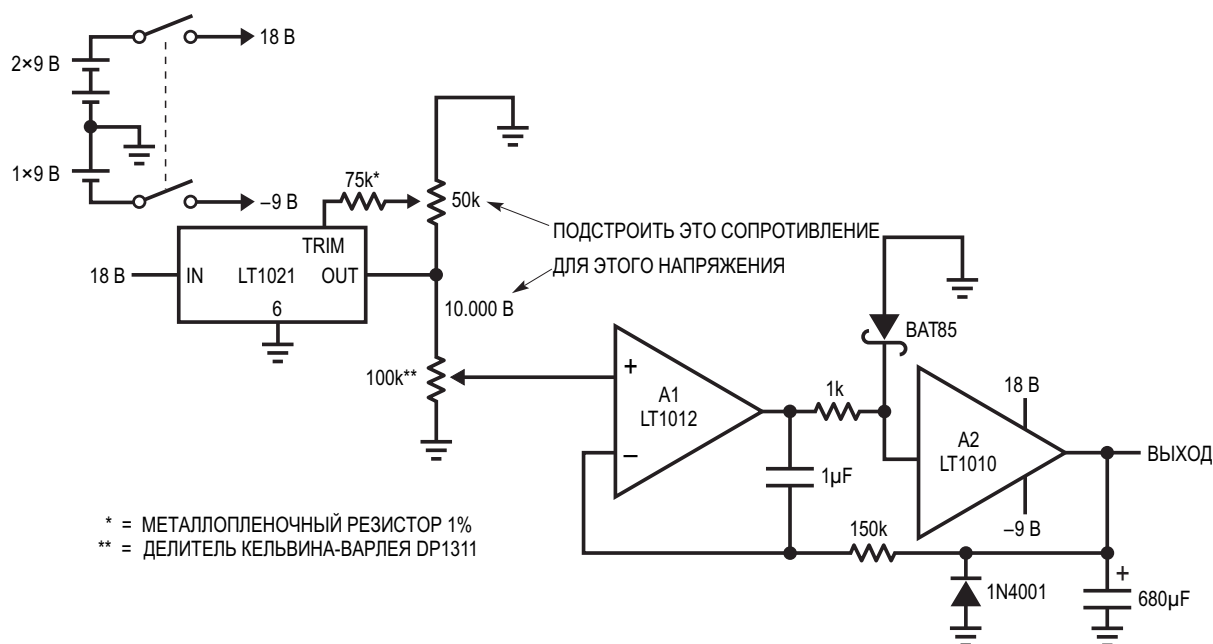 18 В
2×9 В
1×9 В
–9 В
75k*
50k
TRIM
ПОДСТРОИТЬ ЭТО СОПРОТИВЛЕНИЕ
ДЛЯ ЭТОГО НАПРЯЖЕНИЯ
18 В
IN
LT1021
OUT
6
10.000 В
BAT85
100k**
+
A1
LT1012
–
1k
18 В
A2
LT1010
ВЫХОД
1µF
–9 В
150k
* = МЕТАЛЛОПЛЕНОЧНЫЙ РЕЗИСТОР 1%
** = ДЕЛИТЕЛЬ КЕЛЬВИНА-ВАРЛЕЯ DP1311
1N4001
+
680µF